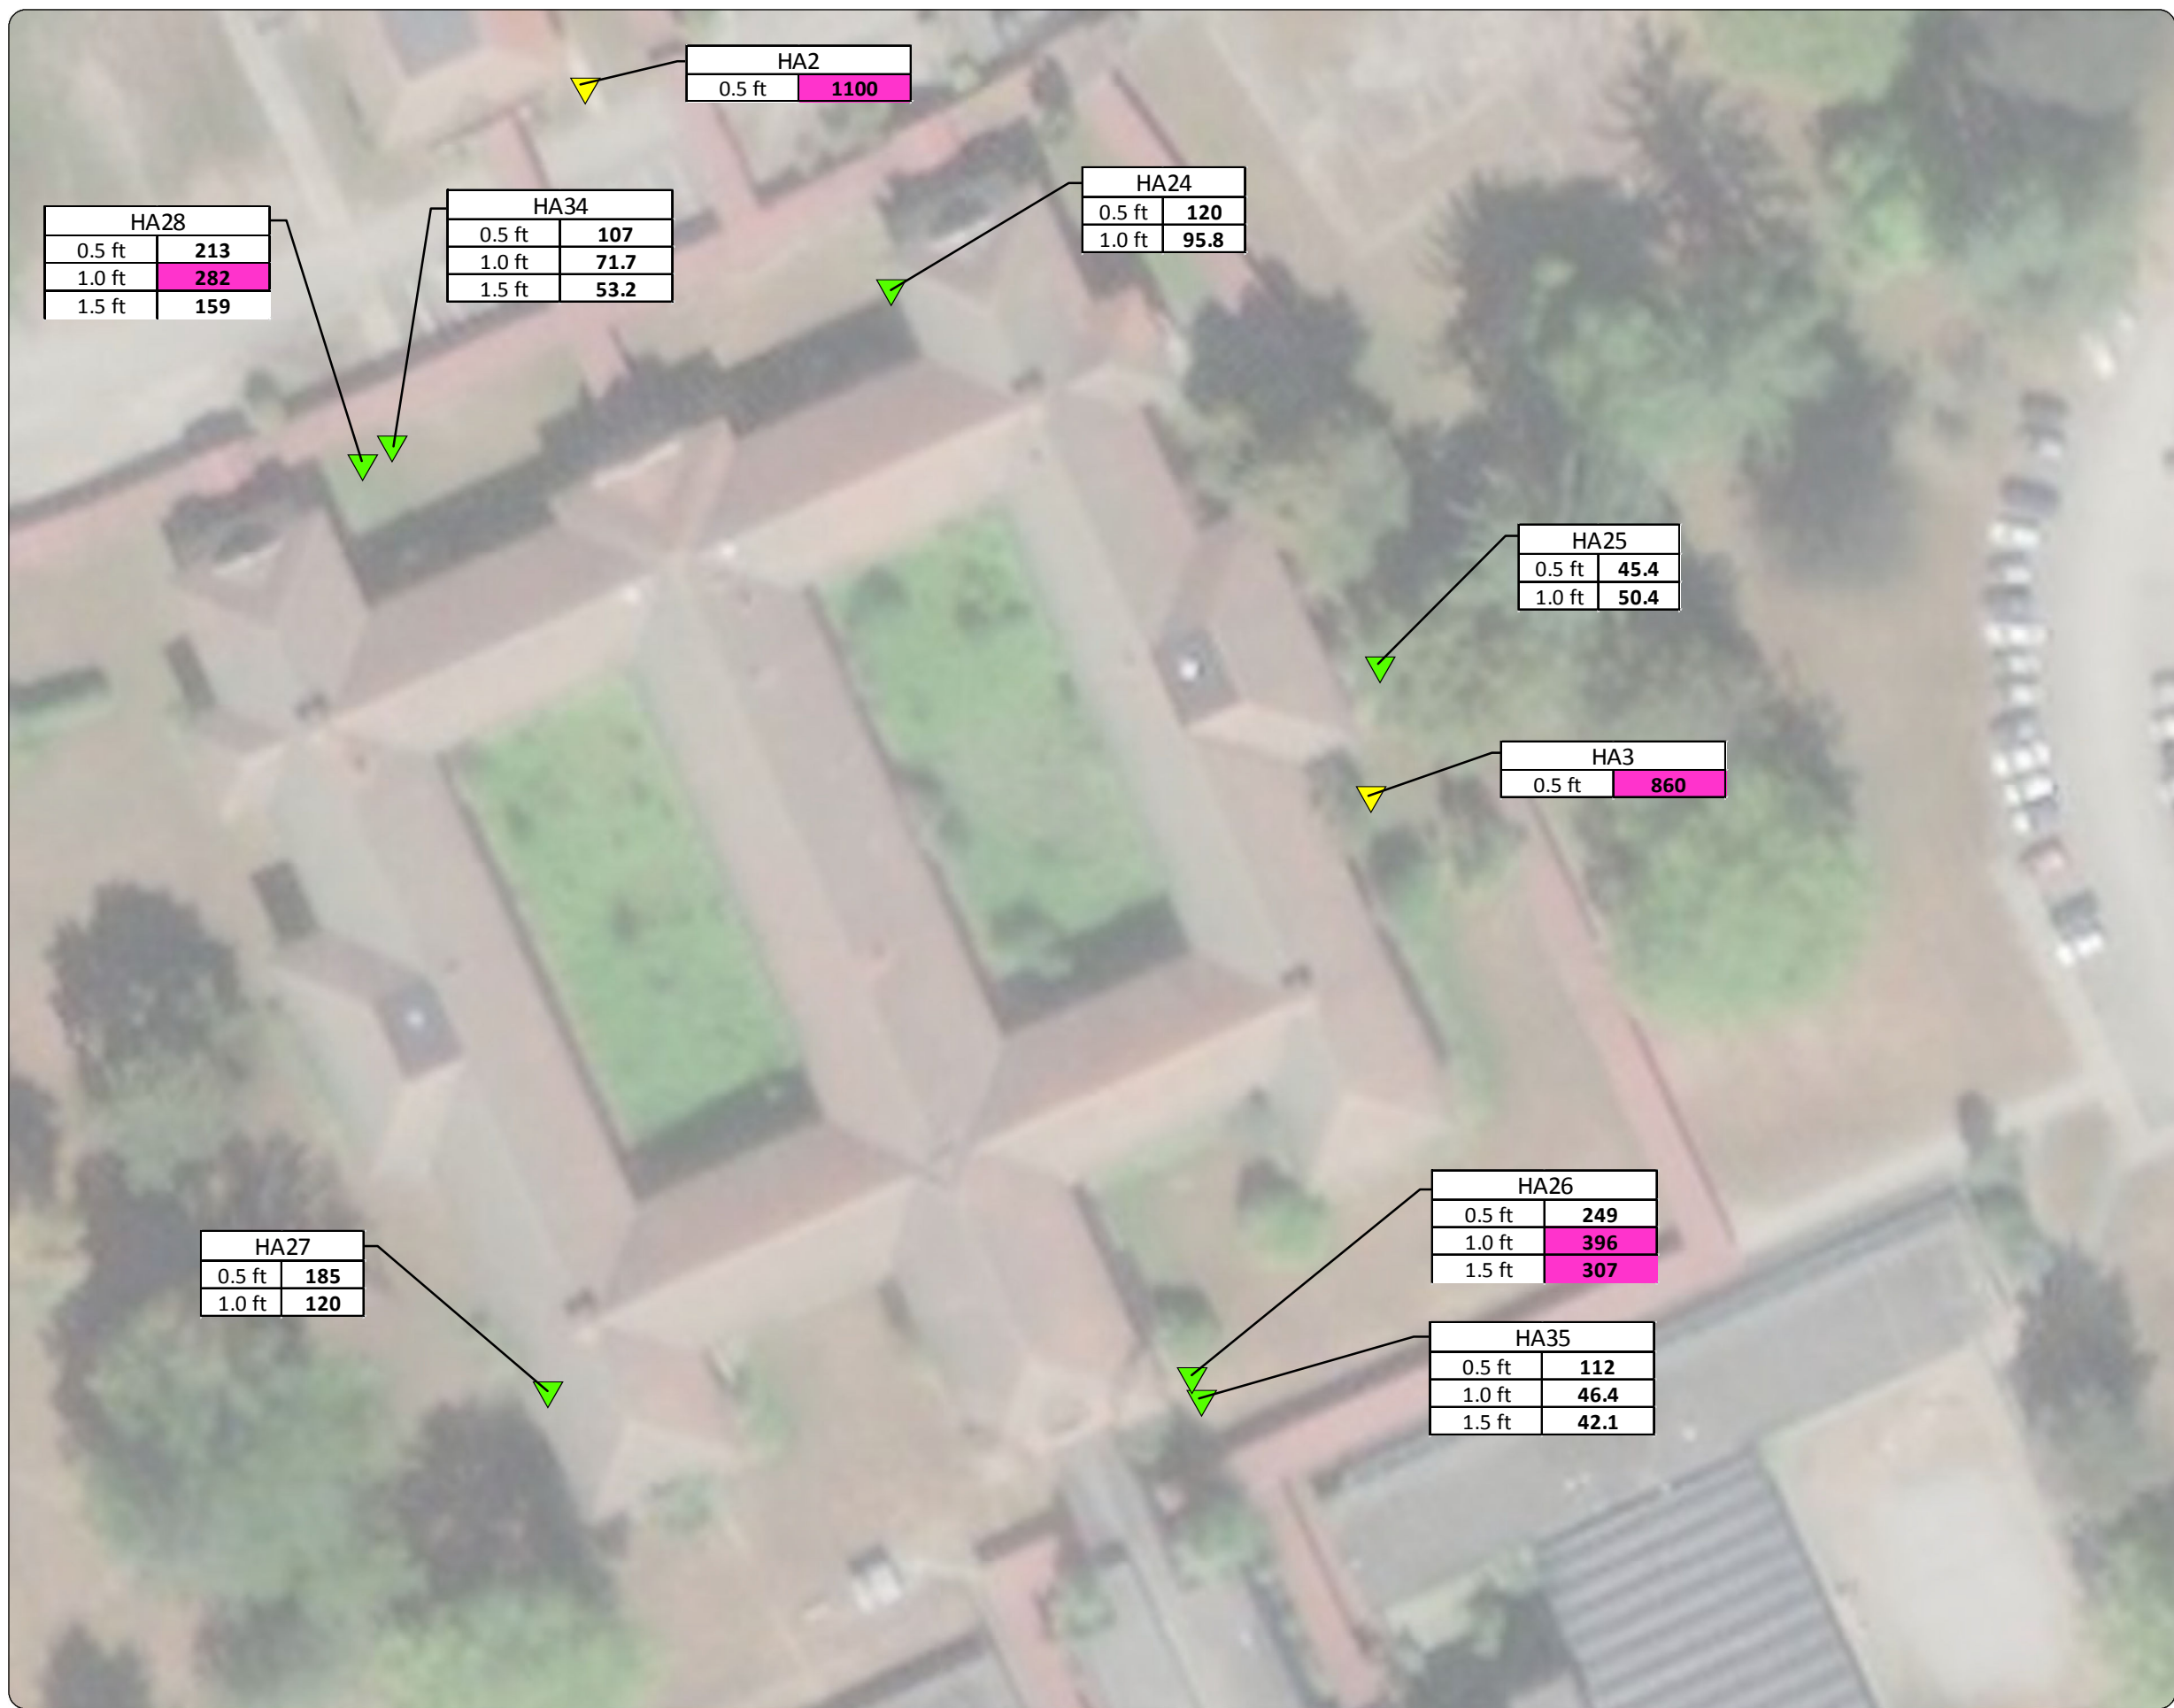 HA2
0.5 ft 1100
HA24
0.5 ft 120
1.0 ft 95.8
HA34
0.5 ft 107
1.0 ft 71.7
1.5 ft 53.2
HA28
0.5 ft 213
1.0 ft 282
1.5 ft 159
HA25
0.5 ft 45.4
1.0 ft 50.4
HA3
0.5 ft 860
HA26
0.5 ft 249
1.0 ft 396
1.5 ft 307
HA27
0.5 ft 185
1.0 ft 120
HA35
0.5 ft 112
1.0 ft 46.4
1.5 ft 42.1